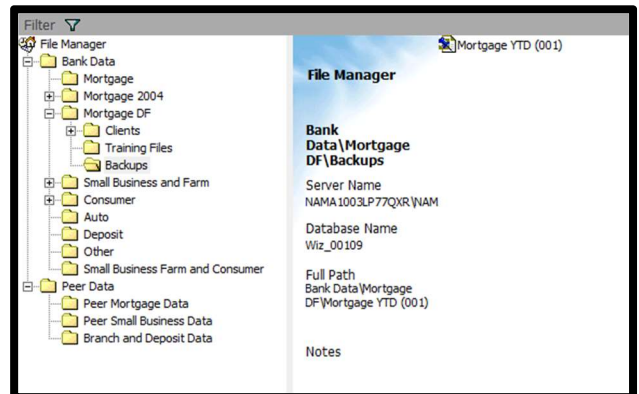 Filter
File Manager
Bank Data
Mortgage
Mortgage 2004
Mortgage DF
Clients
Training Files
Backups
Small Business and Farm
Consumer
Auto
Deposit
Other
Small Business Farm and Consumer
Peer Data
Peer Mortgage Data
Peer Small Business Data
Branch and Deposit Data
Mortgage YTD (001)
File Manager
Bank
Data\Mortgage
DF\Backups
Server Name
NAMA1003LP77QXR\NAM
Database Name
Wiz_00109
Full Path
Bank Data\Mortgage
DF\Mortgage YTD (001)
Notes